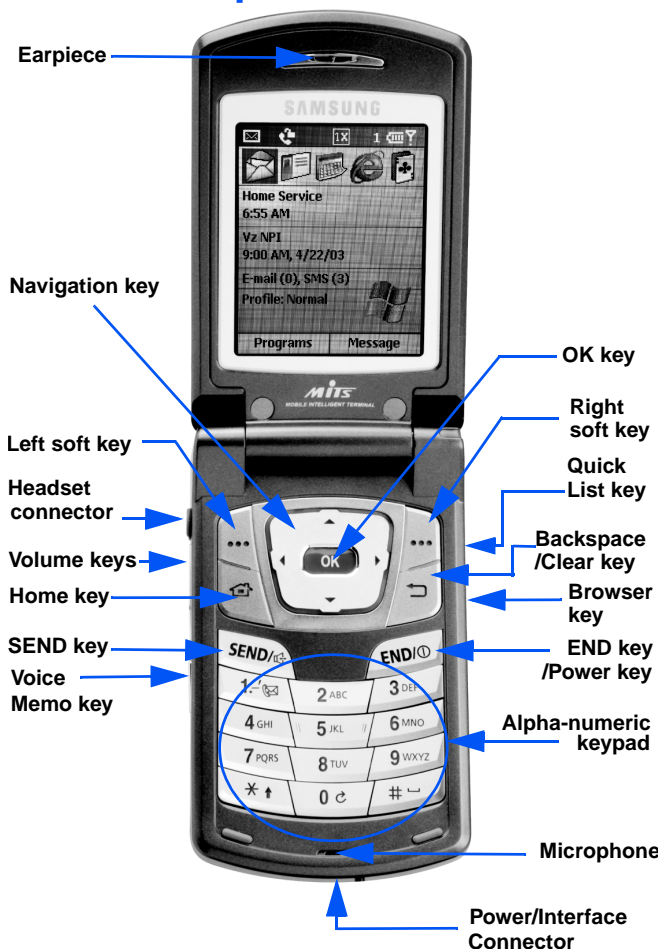 Earpiece
SAMSUNG
1X 1
Home Service
6:55 AM
Vz NPI
9:00 AM, 4/22/03
E-mail (0), SMS (3)
Profile: Normal
Programs Message
MITS
MOBILE INTELLIGENT TERMINAL
Navigation key
OK key
Right
soft key
Left soft key
Quick
List key
Headset
connector
Backspace
/Clear key
Volume keys
Home key
Browser
key
OK
SEND key
END key
/Power key
Voice
Memo key
SEND/
END/
1.-'
2 ABC
3 DEF
4 GHI
5 JKL
6 MNO
7 PQRS
8 TUV
9 WXYZ
*
0
#
Alpha-numeric
keypad
Microphone
Power/Interface
Connector